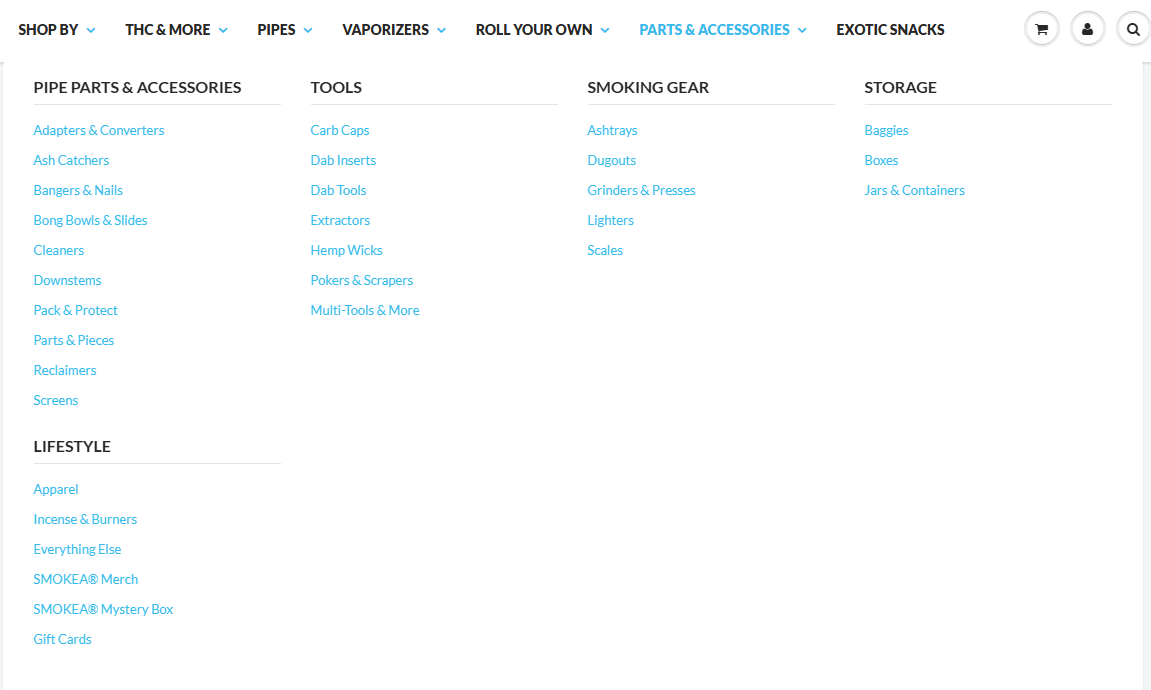 SHOP BY
THC & MORE
PIPES
VAPORIZERS
ROLL YOUR OWN
PARTS & ACCESSORIES
EXOTIC SNACKS
PIPE PARTS & ACCESSORIES
Adapters & Converters
Ash Catchers
Bangers & Nails
Bong Bowls & Slides
Cleaners
Downstems
Pack & Protect
Parts & Pieces
Reclaimers
Screens
TOOLS
Carb Caps
Dab Inserts
Dab Tools
Extractors
Hemp Wicks
Pokers & Scrapers
Multi-Tools & More
SMOKING GEAR
Ashtrays
Dugouts
Grinders & Presses
Lighters
Scales
STORAGE
Baggies
Boxes
Jars & Containers
LIFESTYLE
Apparel
Incense & Burners
Everything Else
SMOKEA® Merch
SMOKEA® Mystery Box
Gift Cards